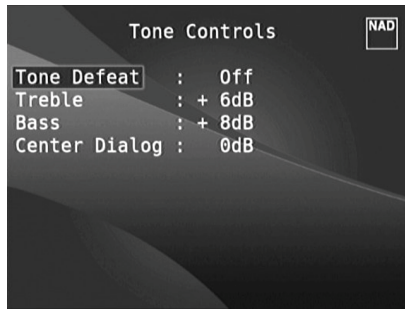 Tone Controls
NAD
Tone Defeat : Off
Treble : + 6dB
Bass : + 8dB
Center Dialog : 0dB